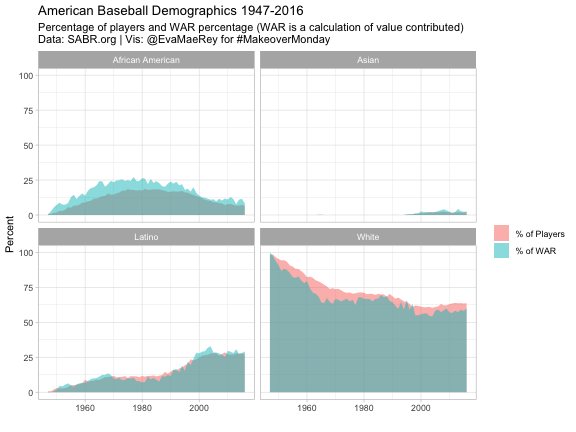 American Baseball Demographics 1947-2016
Percentage of players and WAR percentage (WAR is a calculation of value contributed)
Data: SABR.org | Vis: @EvaMaeRey for #MakeoverMonday
African American
Asian
100
75
50
25
0
Percent
Latino
White
100
75
50
25
0
1960
1980
2000
1960
1980
2000
% of Players
% of WAR